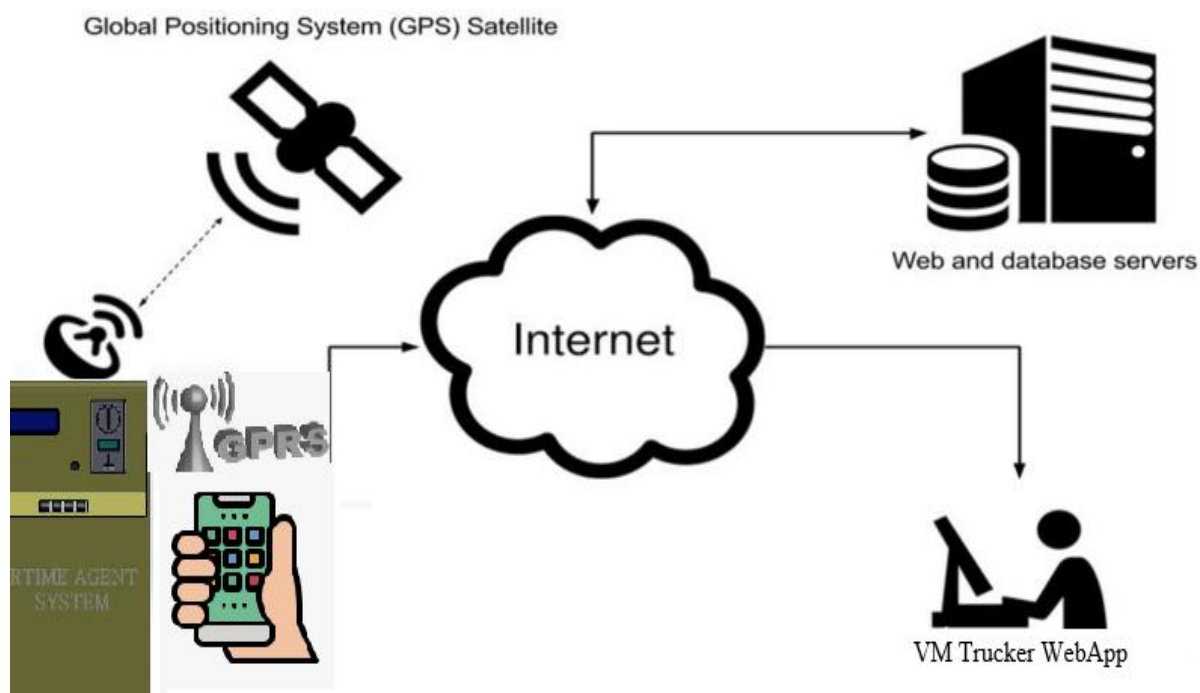 Global Positioning System (GPS) Satellite
Web and database servers
Internet
GPRS
RTIME AGENT
SYSTEM
VM Trucker WebApp